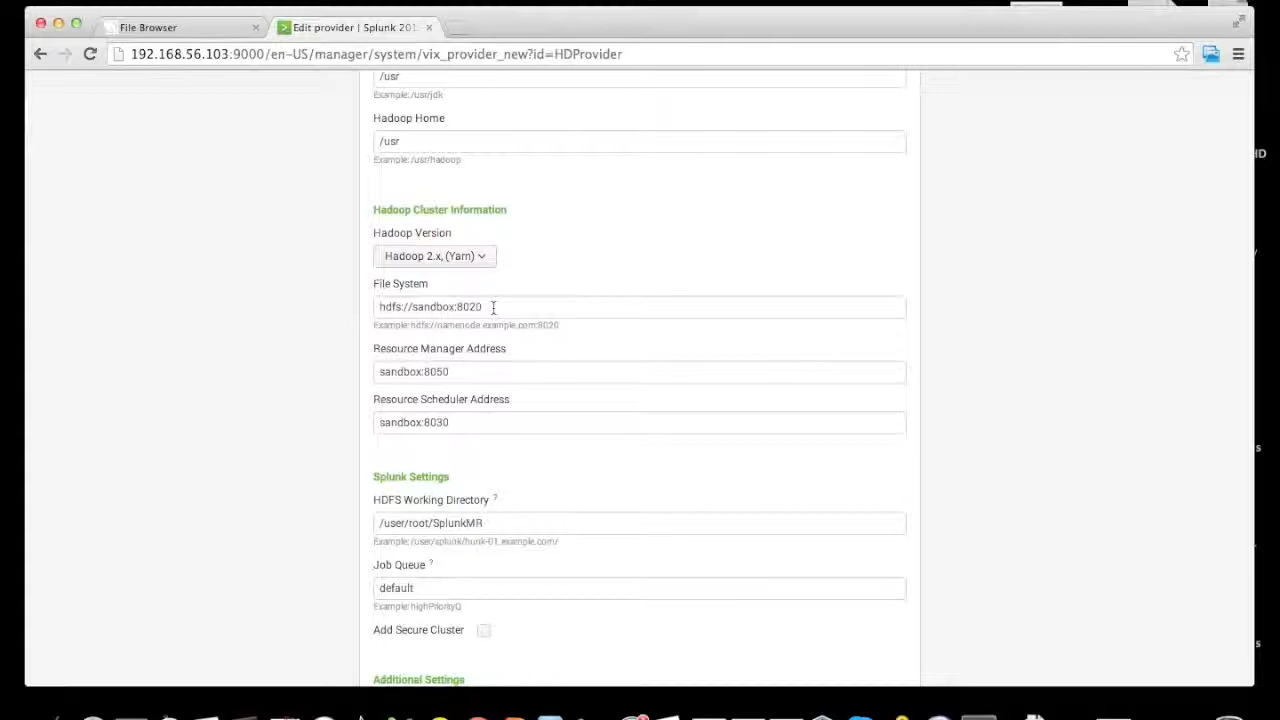 File Browser
Edit provider | Splunk 201
192.168.56.103:9000/en-US/manager/system/vix_provider_new?id=HDProvider
/usr
Example: /usr/jdk
Hadoop Home
/usr
Example: /usr/hadoop
Hadoop Cluster Information
Hadoop Version
Hadoop 2.x, (Yarn)
File System
hdfs://sandbox:8020
Example: hdfs://namenode.example.com:8020
Resource Manager Address
sandbox:8050
Resource Scheduler Address
sandbox:8030
Splunk Settings
HDFS Working Directory ?
/user/root/SplunkMR
Example: /user/splunk/hunk-01.example.com/
Job Queue ?
default
Example: highPriorityQ
Add Secure Cluster
Additional Settings
HD